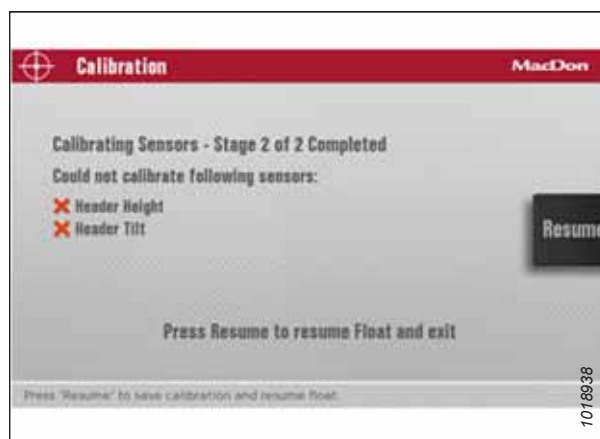 Calibration
MacDon
Calibrating Sensors - Stage 2 of 2 Completed
Could not calibrate following sensors:
Header Height
Header Tilt
Resume
Press Resume to resume Float and exit
Press 'Resume' to save calibration and resume float.
1018938